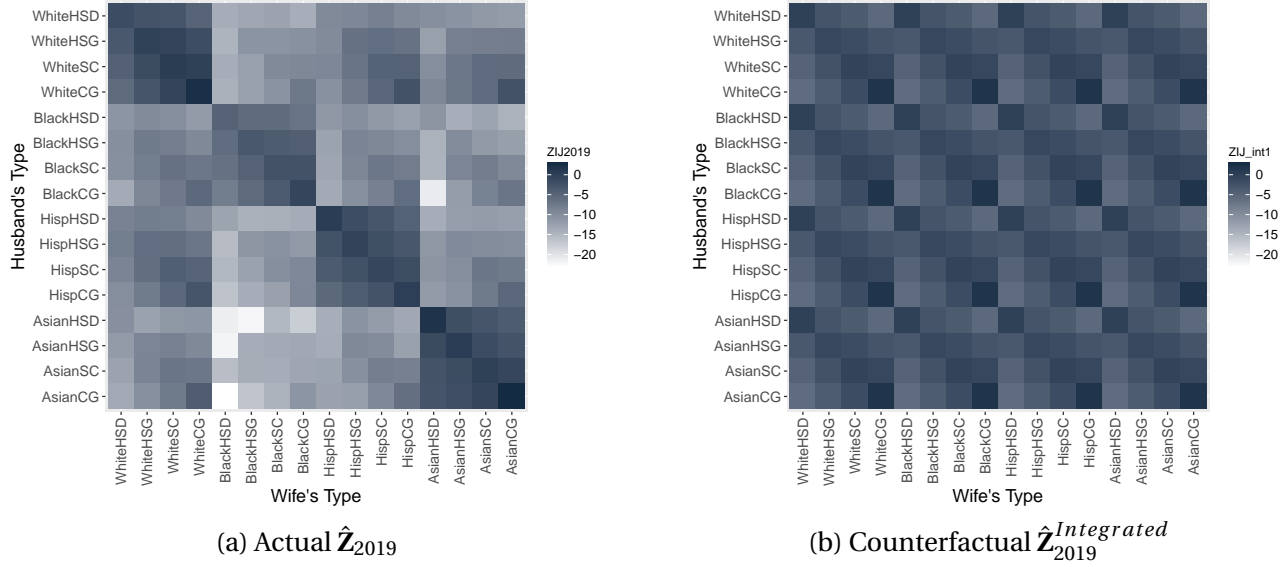 WhiteHSD
WhiteHSG
WhiteSC
WhiteCG
BlackHSD
BlackHSG
BlackSC
BlackCG
HispHSD
HispHSG
HispSC
HispCG
AsianHSD
AsianHSG
AsianSC
AsianCG
Husband's Type
WhiteHSD
WhiteHSG
WhiteSC
WhiteCG
BlackHSD
BlackHSG
BlackSC
BlackCG
HispHSD
HispHSG
HispSC
HispCG
AsianHSD
AsianHSG
AsianSC
AsianCG
Wife's Type
ZIJ2019
0
−5
−10
−15
−20
(a) Actual Ẑ2019
WhiteHSD
WhiteHSG
WhiteSC
WhiteCG
BlackHSD
BlackHSG
BlackSC
BlackCG
HispHSD
HispHSG
HispSC
HispCG
AsianHSD
AsianHSG
AsianSC
AsianCG
Husband's Type
WhiteHSD
WhiteHSG
WhiteSC
WhiteCG
BlackHSD
BlackHSG
BlackSC
BlackCG
HispHSD
HispHSG
HispSC
HispCG
AsianHSD
AsianHSG
AsianSC
AsianCG
Wife's Type
ZIJ_int1
0
−5
−10
−15
−20
(b) Counterfactual Ẑ2019Integrated